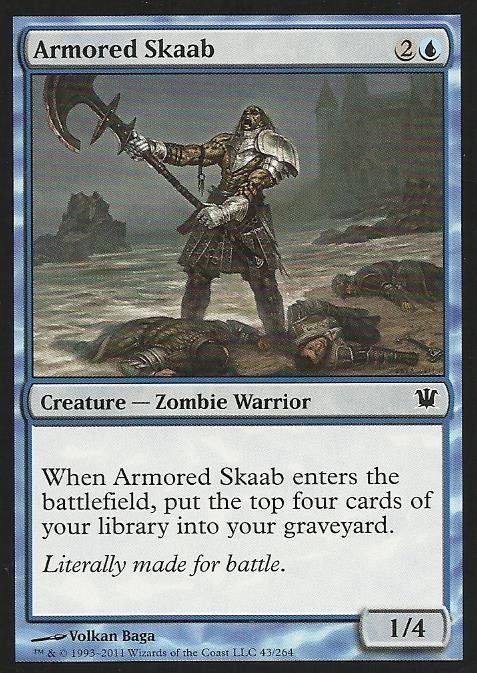 Armored Skaab 2
Creature — Zombie Warrior
When Armored Skaab enters the
battlefield, put the top four cards of
your library into your graveyard.
Literally made for battle.
1/4
Volkan Baga
™ & © 1993–2011 Wizards of the Coast LLC 43/264